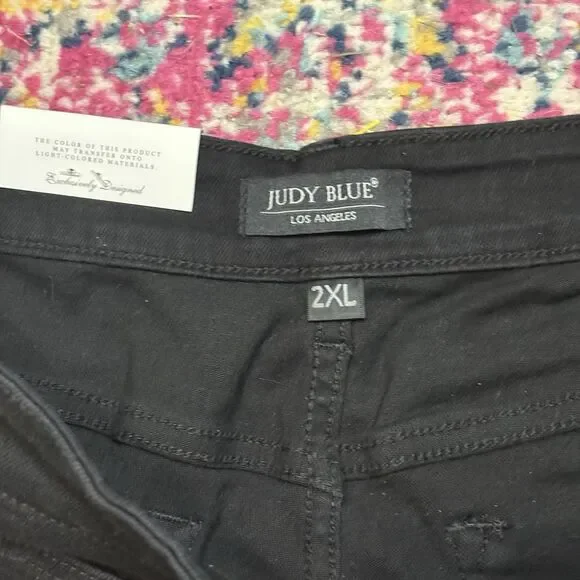 THE COLOR OF THIS PRODUCT
MAY TRANSFER ONTO
LIGHT-COLORED MATERIALS.
Exclusively Designed
JUDY BLUE®
LOS ANGELES
2XL